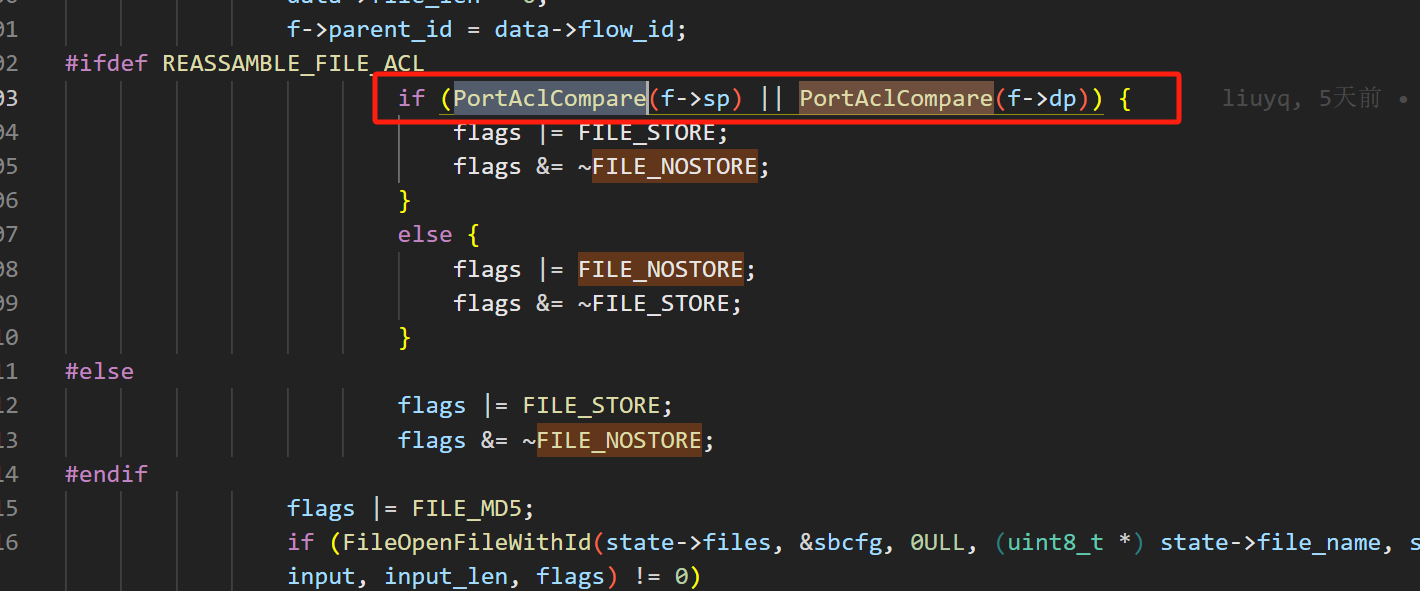 data->file_len = 0;
01 f->parent_id = data->flow_id;
02 #ifdef REASSAMBLE_FILE_ACL
03 if (PortAclCompare(f->sp) || PortAclCompare(f->dp)) { liuyq, 5天前 •
04 flags |= FILE_STORE;
05 flags &= ~FILE_NOSTORE;
06 }
07 else {
08 flags |= FILE_NOSTORE;
09 flags &= ~FILE_STORE;
10 }
11 #else
12 flags |= FILE_STORE;
13 flags &= ~FILE_NOSTORE;
14 #endif
15 flags |= FILE_MD5;
16 if (FileOpenFileWithId(state->files, &sbcfg, 0ULL, (uint8_t *) state->file_name, s
input, input_len, flags) != 0)